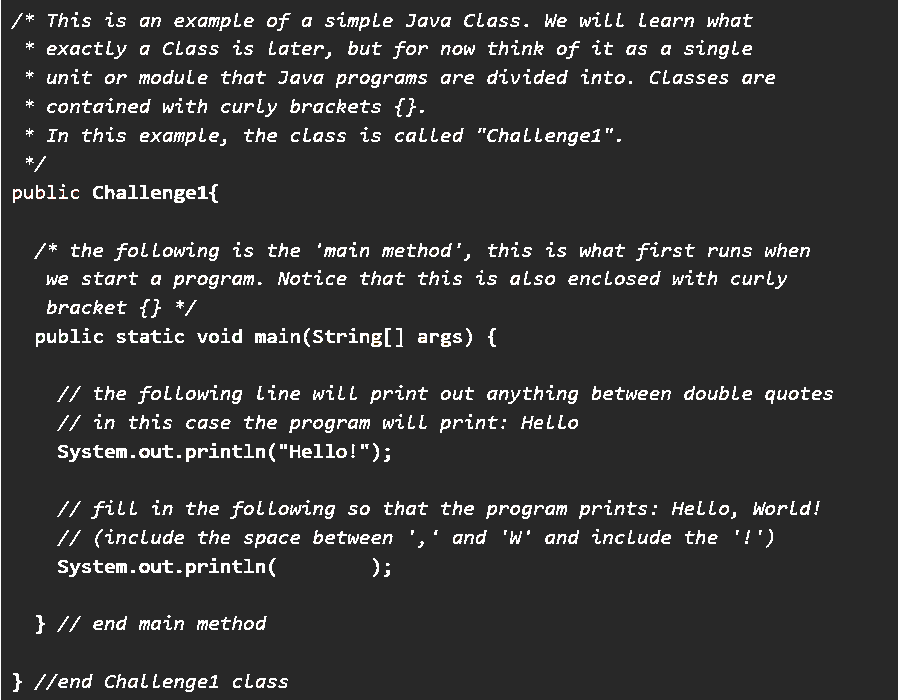 /* This is an example of a simple Java Class. We will learn what
* exactly a Class is later, but for now think of it as a single
* unit or module that Java programs are divided into. Classes are
* contained with curly brackets {}.
* In this example, the class is called "Challenge1".
*/
public Challenge1{
/* the following is the 'main method', this is what first runs when
we start a program. Notice that this is also enclosed with curly
bracket {} */
public static void main(String[] args) {
// the following line will print out anything between double quotes
// in this case the program will print: Hello
System.out.println("Hello!");
// fill in the following so that the program prints: Hello, World!
// (include the space between ',' and 'W' and include the '!')
System.out.println(        );
} // end main method
} //end Challenge1 class